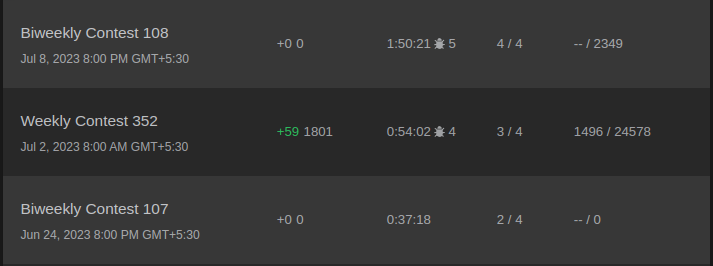 Biweekly Contest 108
Jul 8, 2023 8:00 PM GMT+5:30
+0 0
1:50:21 5
4 / 4
-- / 2349
Weekly Contest 352
Jul 2, 2023 8:00 AM GMT+5:30
+59 1801
0:54:02 4
3 / 4
1496 / 24578
Biweekly Contest 107
Jun 24, 2023 8:00 PM GMT+5:30
+0 0
0:37:18
2 / 4
-- / 0